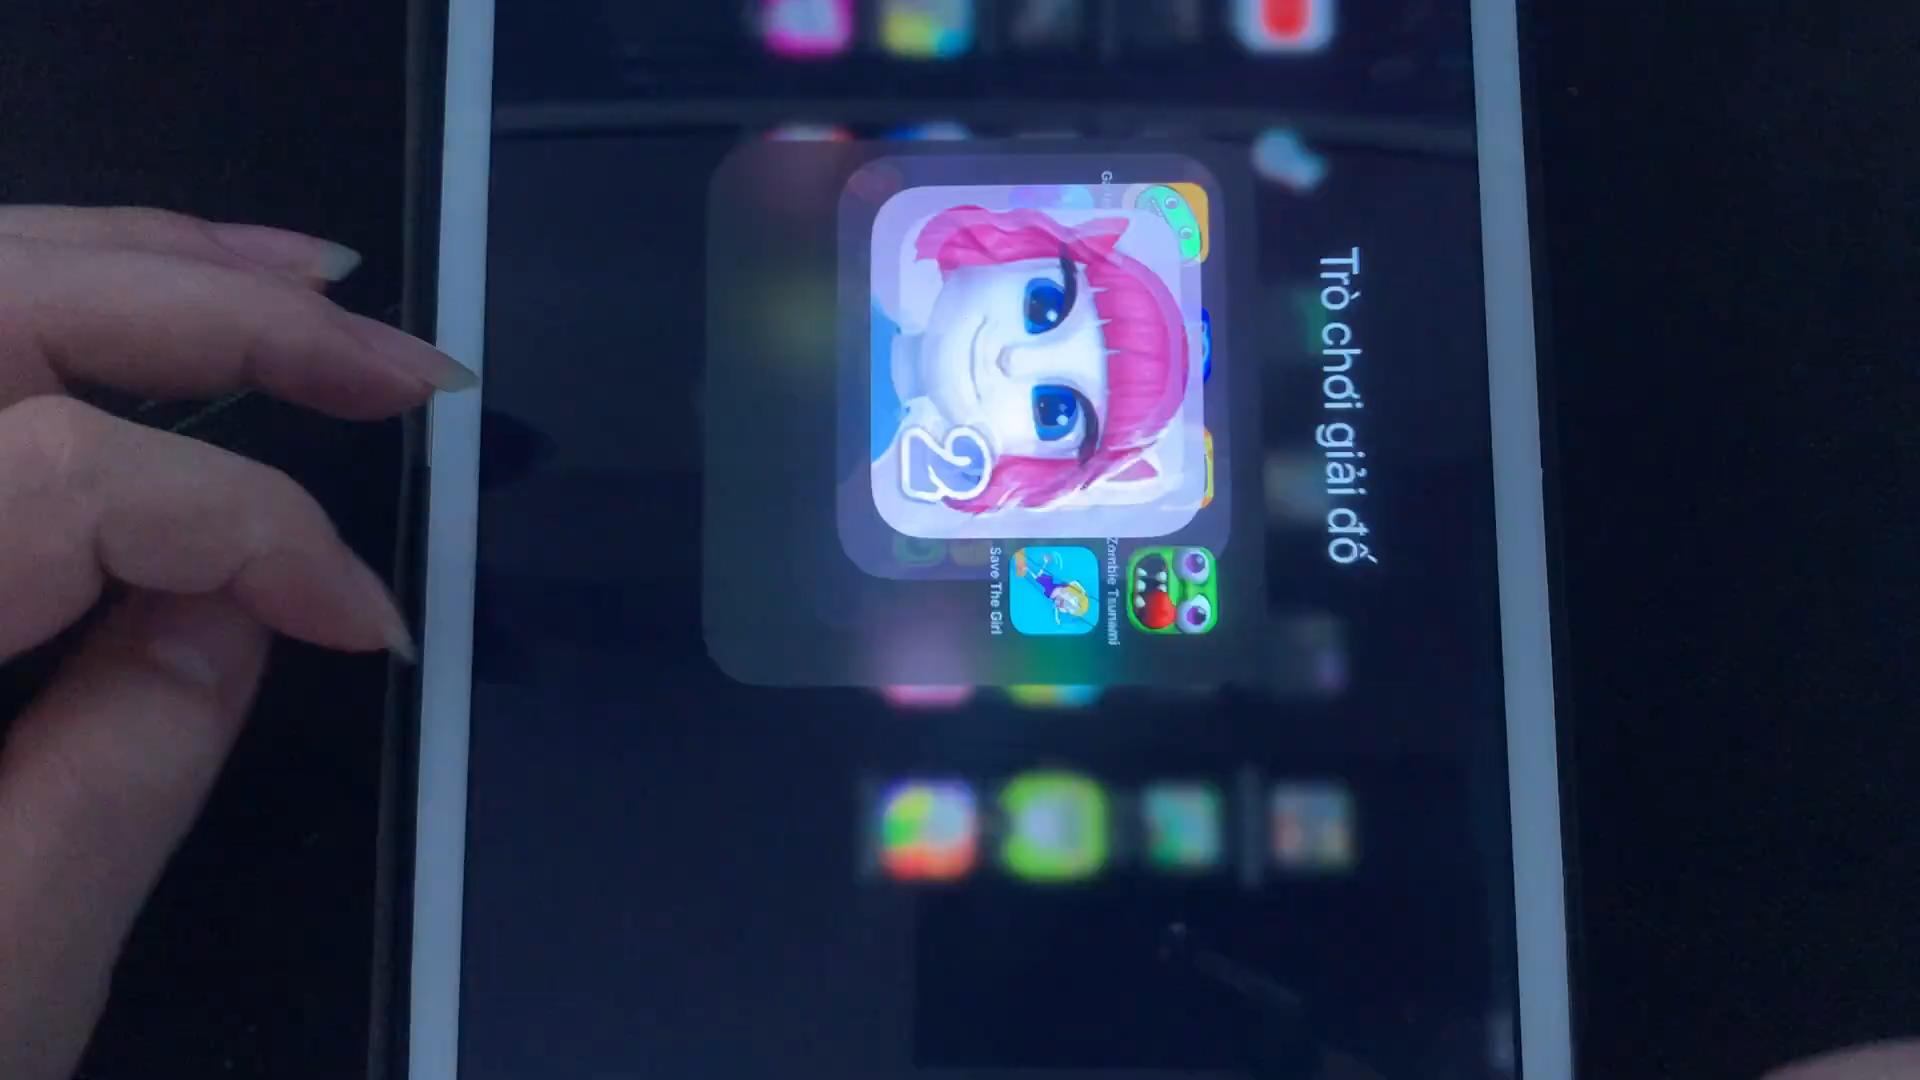 Trò chơi giải đố
Zombie Tsunami
Save The Girl